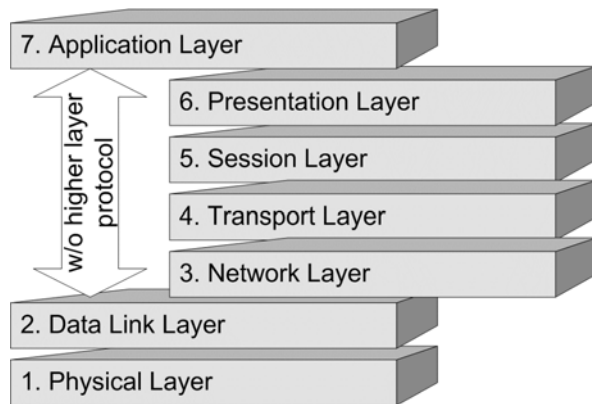 7. Application Layer
6. Presentation Layer
5. Session Layer
4. Transport Layer
3. Network Layer
w/o higher layer
protocol
2. Data Link Layer
1. Physical Layer